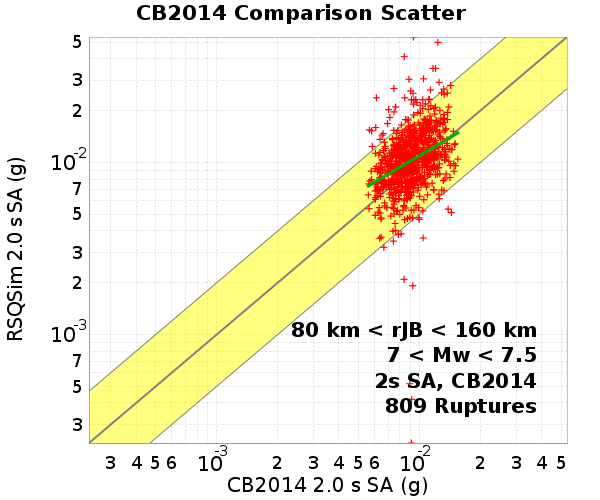 CB2014 Comparison Scatter
RSQSim 2.0 s SA (g)
5
3
2
10⁻²
7
5
3
2
10⁻³
7
5
3
80 km < rJB < 160 km
7 < Mw < 7.5
2s SA, CB2014
809 Ruptures
3 4 5 6 10⁻³ 2 3 4 5 6 10⁻² 2 3 4 5
CB2014 2.0 s SA (g)